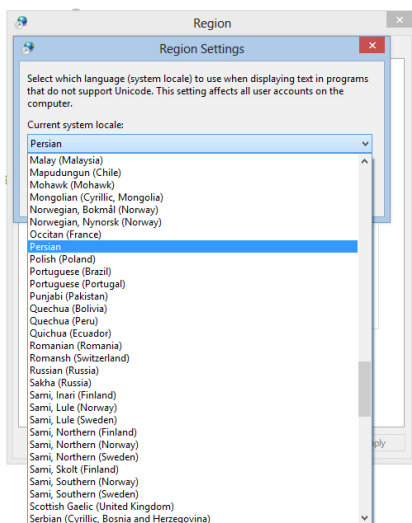 Region
Region Settings
Select which language (system locale) to use when displaying text in programs
that do not support Unicode. This setting affects all user accounts on the
computer.
Current system locale:
Persian
Malay (Malaysia)
Mapudungun (Chile)
Mohawk (Mohawk)
Mongolian (Cyrillic, Mongolia)
Norwegian, Bokmål (Norway)
Norwegian, Nynorsk (Norway)
Occitan (France)
Persian
Polish (Poland)
Portuguese (Brazil)
Portuguese (Portugal)
Punjabi (Pakistan)
Quechua (Bolivia)
Quechua (Peru)
Quichua (Ecuador)
Romanian (Romania)
Romansh (Switzerland)
Russian (Russia)
Sakha (Russia)
Sami, Inari (Finland)
Sami, Lule (Norway)
Sami, Lule (Sweden)
Sami, Northern (Finland)
Sami, Northern (Norway)
Sami, Northern (Sweden)
Sami, Skolt (Finland)
Sami, Southern (Norway)
Sami, Southern (Sweden)
Scottish Gaelic (United Kingdom)
Serbian (Cyrillic, Bosnia and Herzegovina)